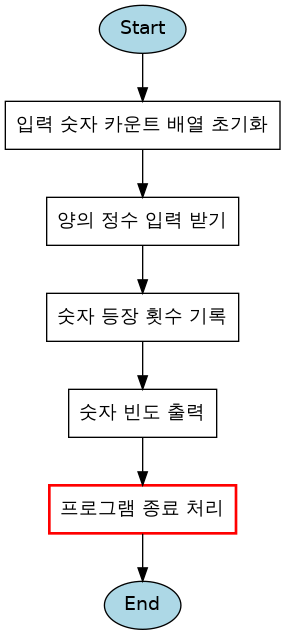 Start
입력 숫자 카운트 배열 초기화
양의 정수 입력 받기
숫자 등장 횟수 기록
숫자 빈도 출력
프로그램 종료 처리
End